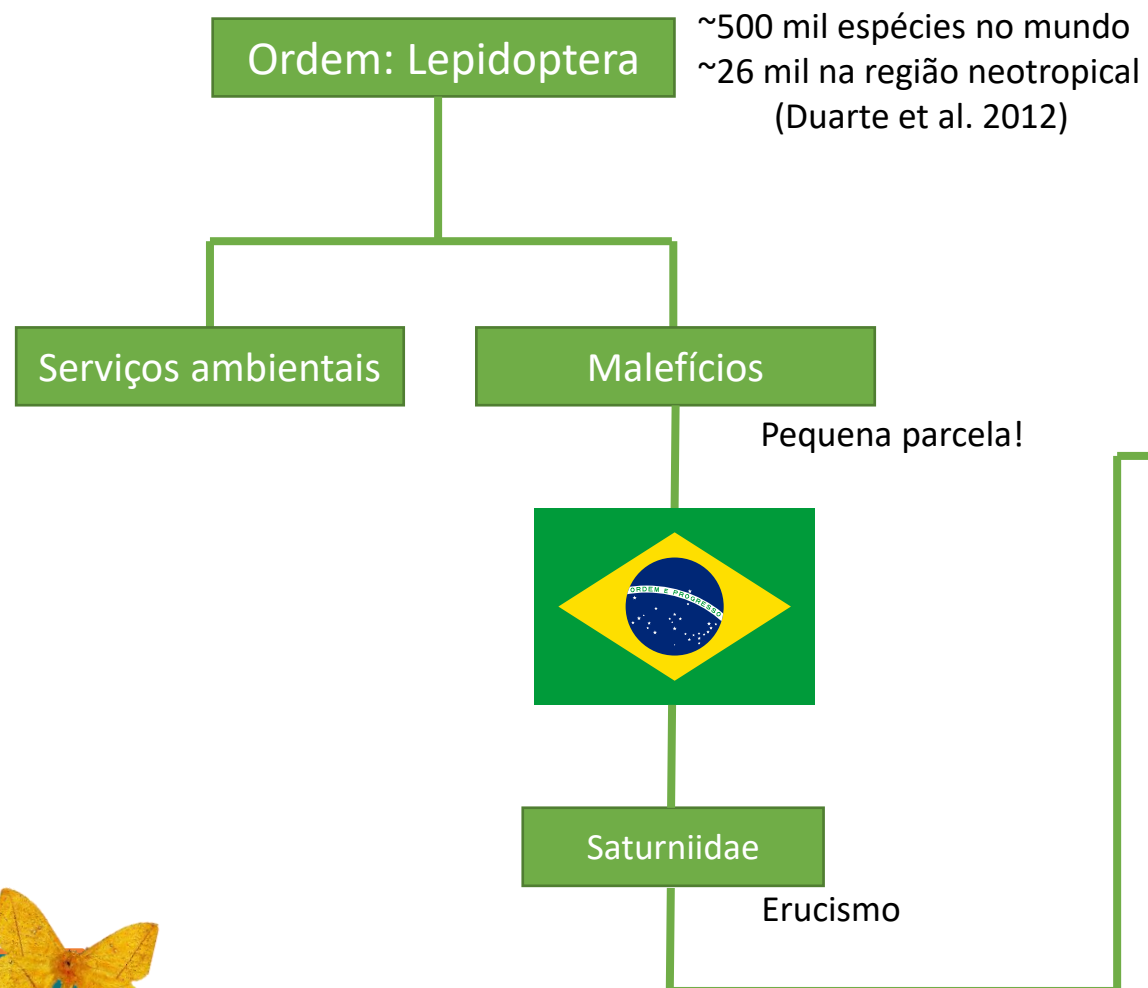 Ordem: Lepidoptera
~500 mil espécies no mundo
~26 mil na região neotropical
(Duarte et al. 2012)
Serviços ambientais
Malefícios
Pequena parcela!
ORDEM E PROGRESSO
Saturniidae
Erucismo